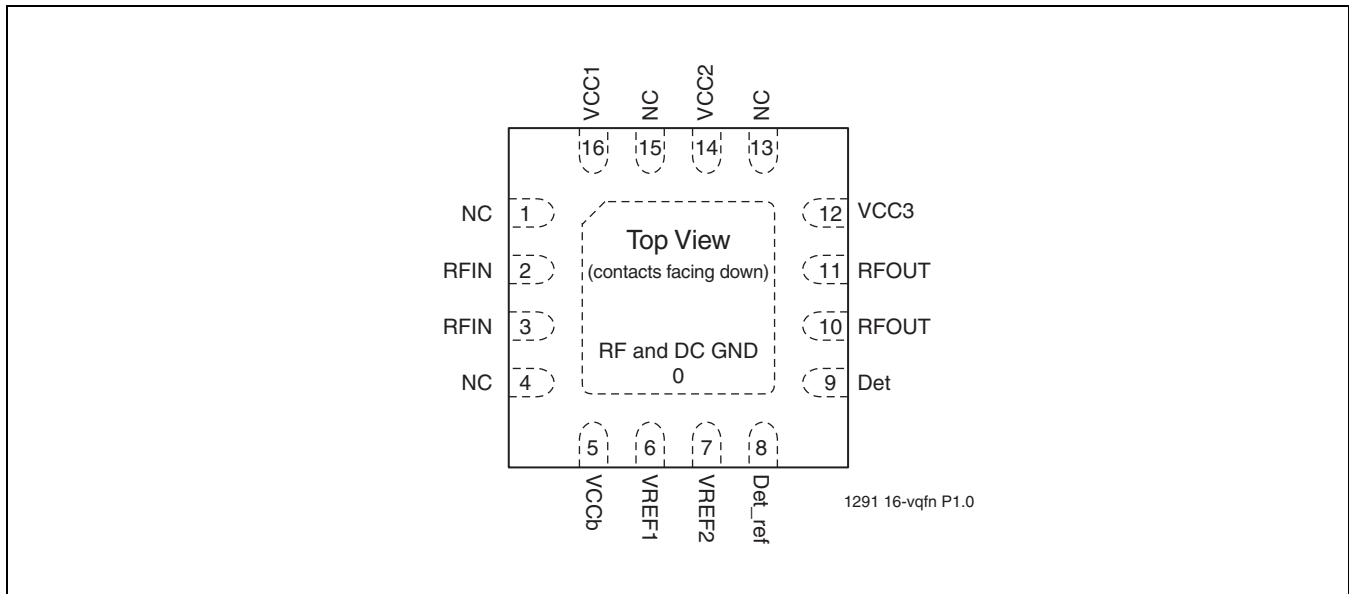 VCC1
NC
VCC2
NC
16
15
14
13
NC
1
12
VCC3
Top View
RFIN
2
(contacts facing down)
11
RFOUT
RFIN
3
10
RFOUT
RF and DC GND
NC
4
0
9
Det
5
6
7
8
VCCb
VREF1
VREF2
Det_ref
1291 16-vqfn P1.0